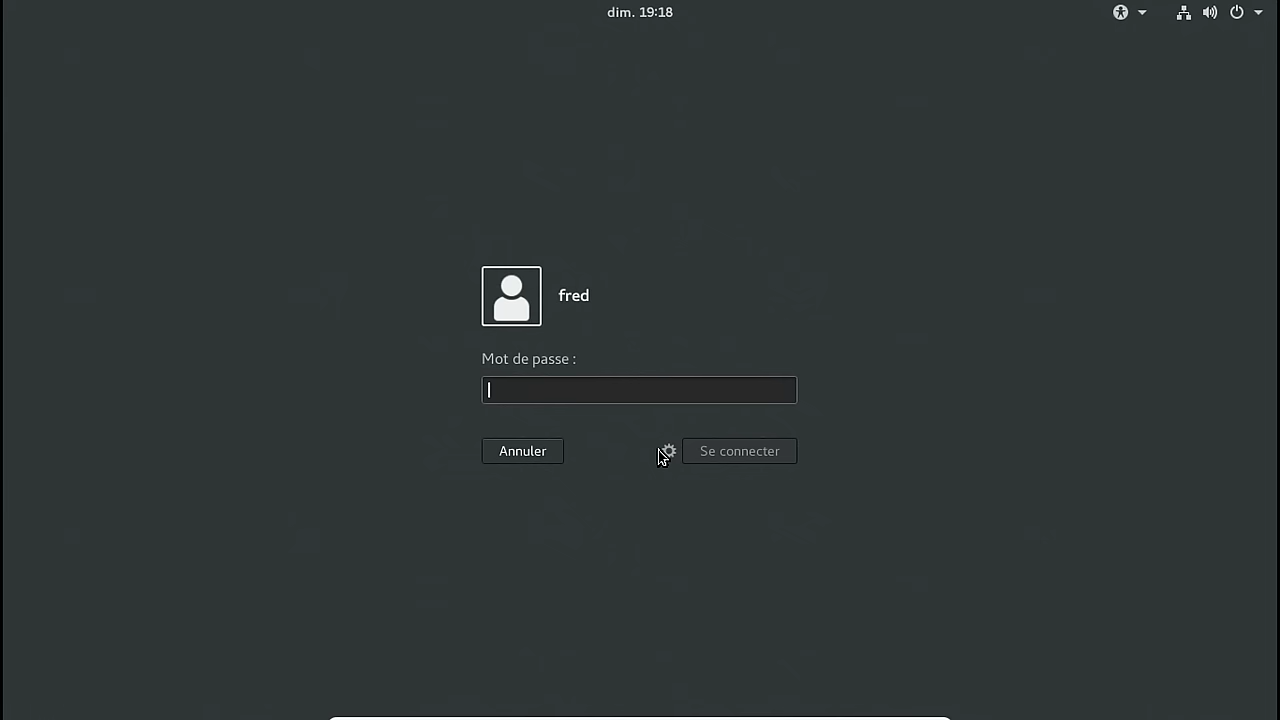 dim. 19:18
fred
Mot de passe :
Annuler
Se connecter